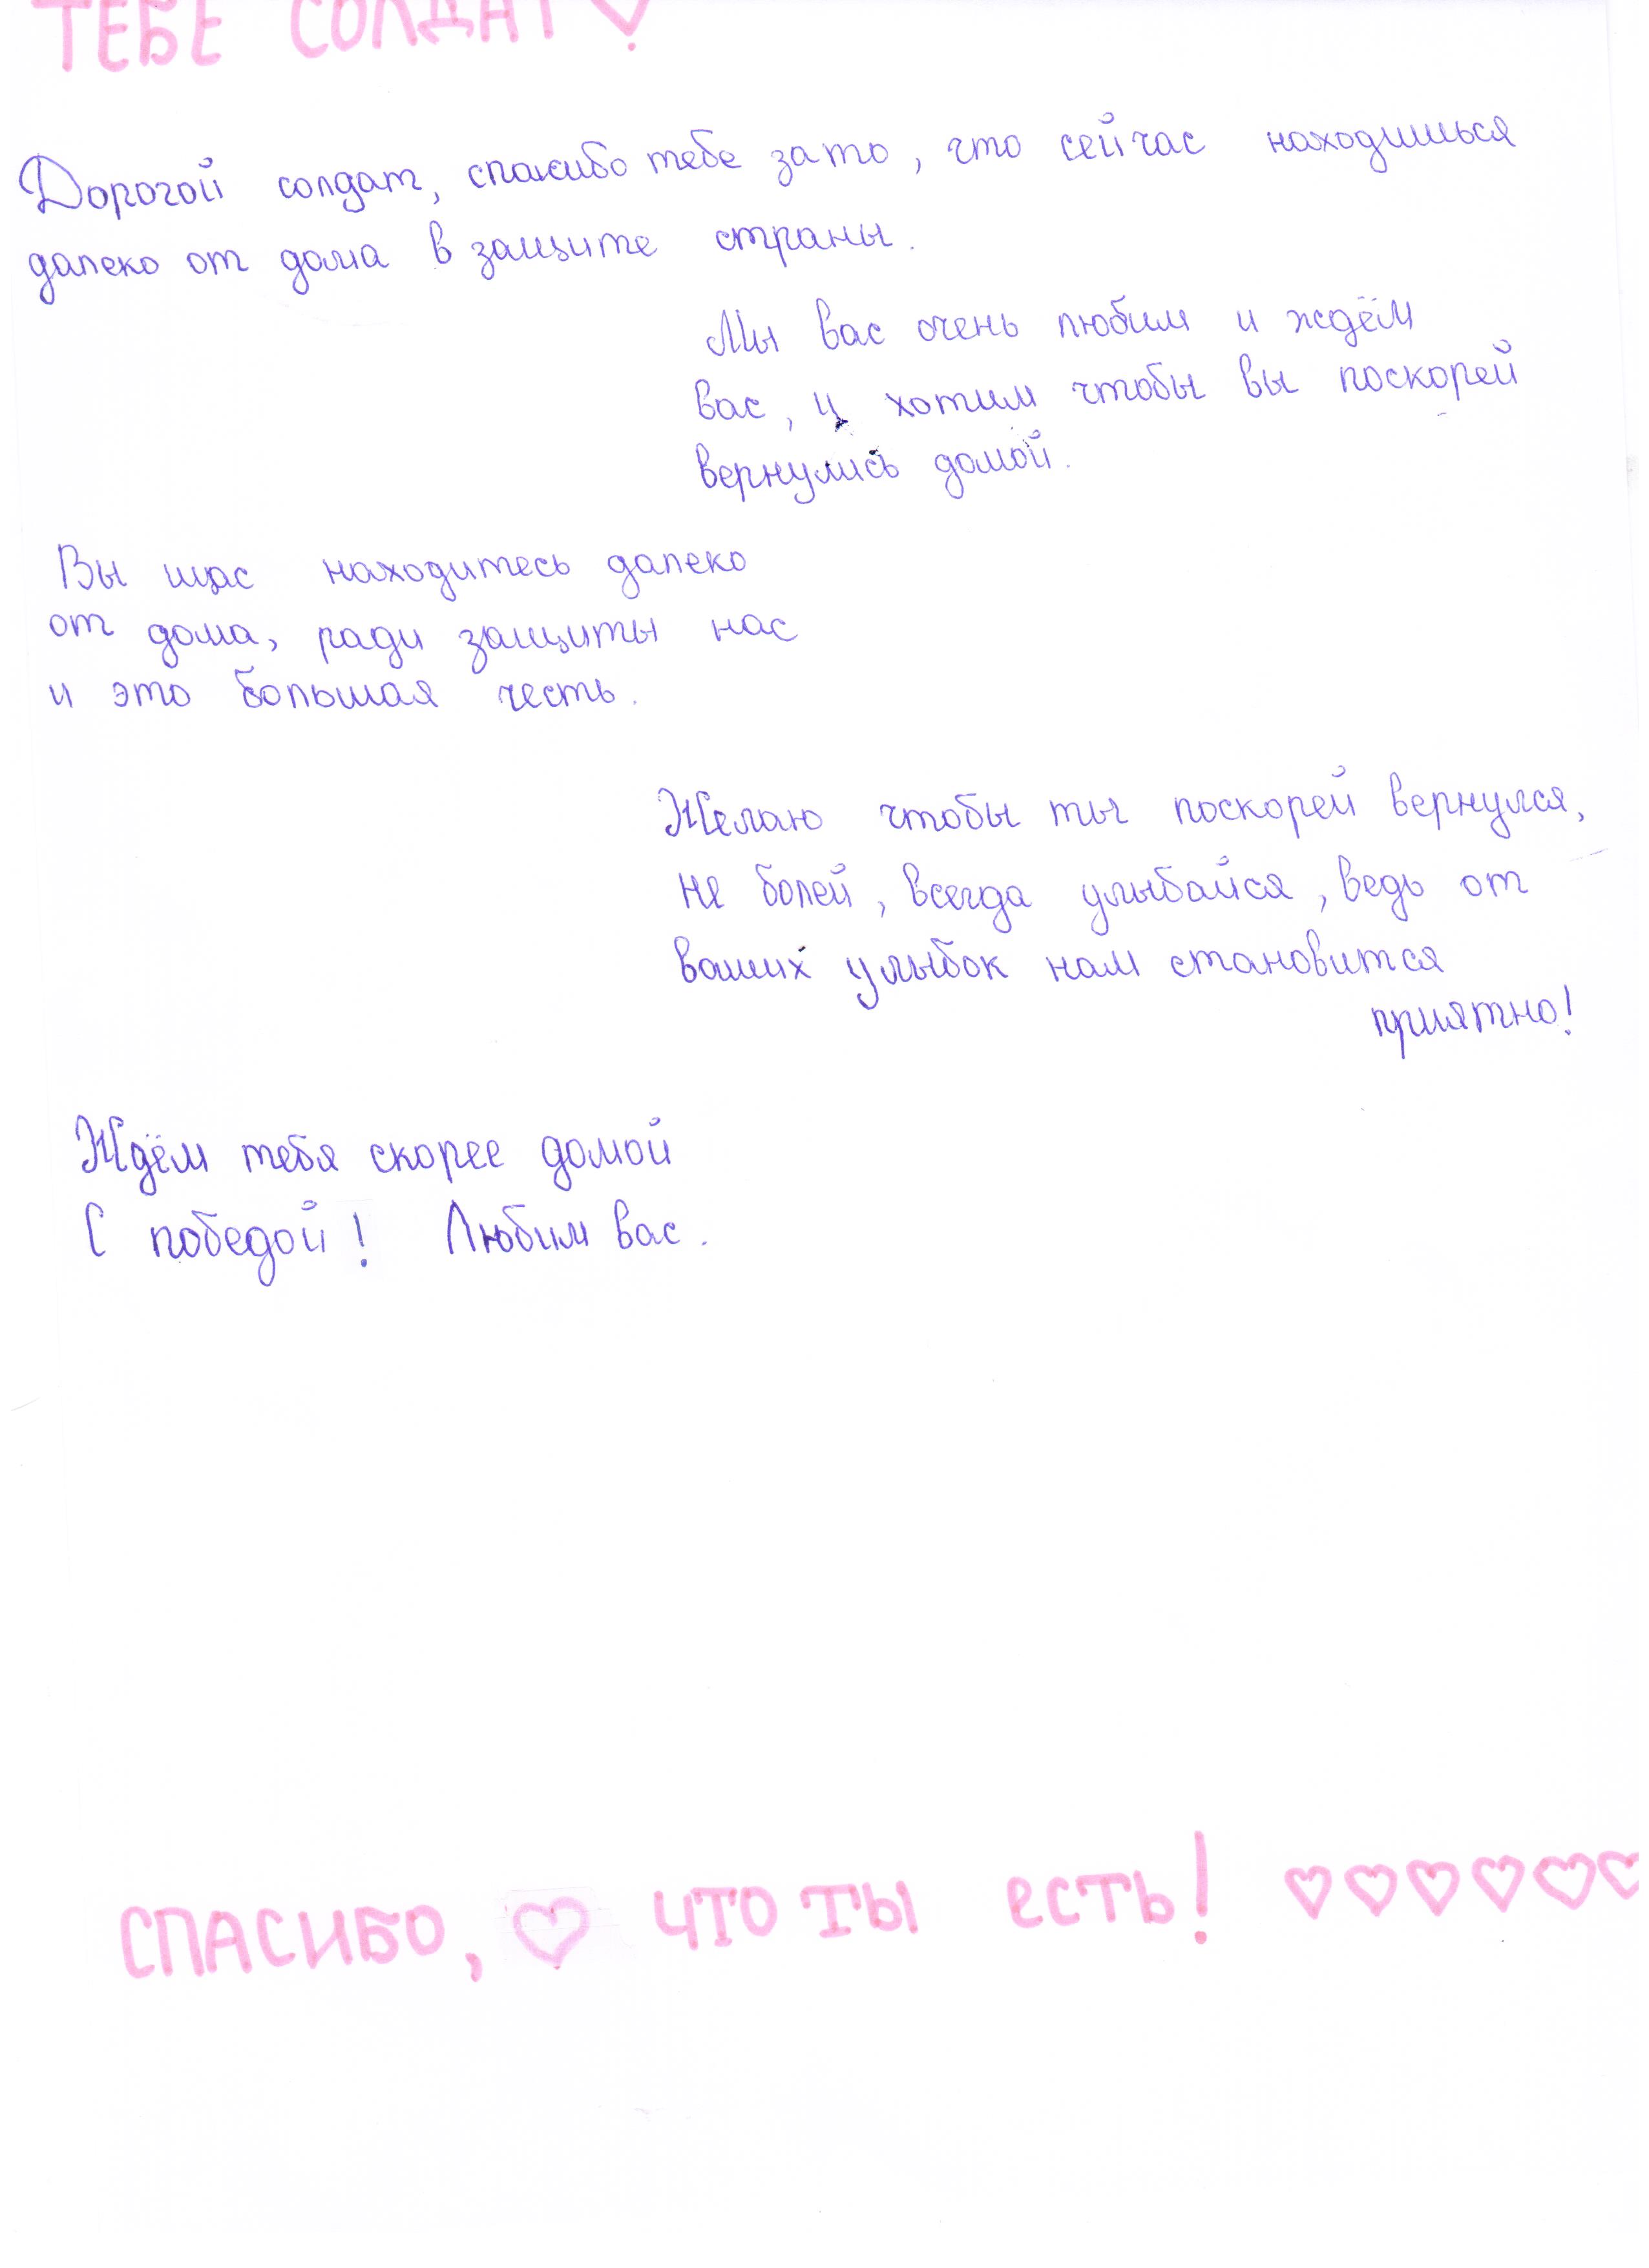 ТЕБЕ СОЛДАТ
Дорогой солдат, спасибо тебе за то, что сейчас находишься
далеко от дома в защите страны.
Мы вас очень любим и ждём
вас, и хотим чтобы вы поскорей
вернулись домой.
Вы щас находитесь далеко
от дома, ради защиты нас
и это большая честь.
Желаю чтобы ты поскорей вернулся,
не болей, всегда улыбайся, ведь от
ваших улыбок нам становится
приятно!
Ждём тебя скорее домой
С победой! Любим вас.
СПАСИБО, ♡ ЧТО ТЫ есть! ♡♡♡♡♡♡